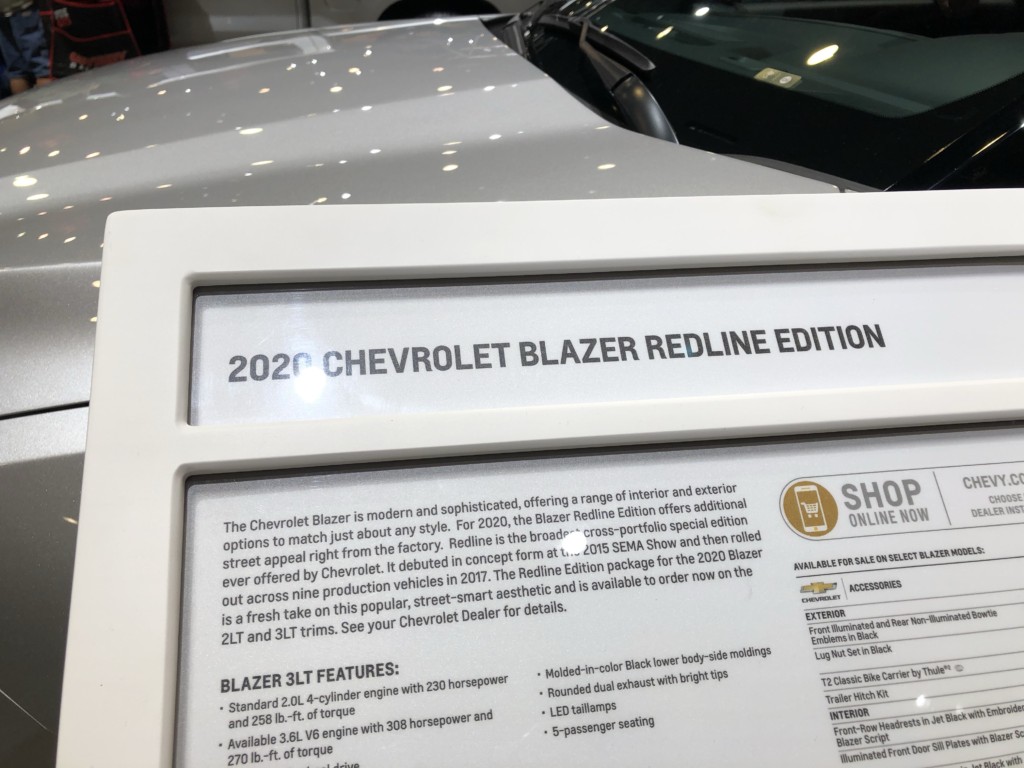 2020 CHEVROLET BLAZER REDLINE EDITION
The Chevrolet Blazer is modern and sophisticated, offering a range of interior and exterior
options to match just about any style. For 2020, the Blazer Redline Edition offers additional
street appeal right from the factory. Redline is the broadest cross-portfolio special edition
ever offered by Chevrolet. It debuted in concept form at the 2015 SEMA Show and then rolled
out across nine production vehicles in 2017. The Redline Edition package for the 2020 Blazer
is a fresh take on this popular, street-smart aesthetic and is available to order now on the
2LT and 3LT trims. See your Chevrolet Dealer for details.
BLAZER 3LT FEATURES:
• Standard 2.0L 4-cylinder engine with 230 horsepower
and 258 lb.-ft. of torque
• Available 3.6L V6 engine with 308 horsepower and
270 lb.-ft. of torque
drive
• Molded-in-color Black lower body-side moldings
• Rounded dual exhaust with bright tips
• LED taillamps
• 5-passenger seating
SHOP
ONLINE NOW
CHEVY.CO
CHOOSE
DEALER INST
AVAILABLE FOR SALE ON SELECT BLAZER MODELS:
CHEVROLET
ACCESSORIES
EXTERIOR
Front Illuminated and Rear Non-Illuminated Bowtie
Emblems in Black
Lug Nut Set in Black
T2 Classic Bike Carrier by Thule®²
Trailer Hitch Kit
INTERIOR
Front-Row Headrests in Jet Black with Embroide
Blazer Script
Illuminated Front Door Sill Plates with Blazer Sc
in Jet Black with